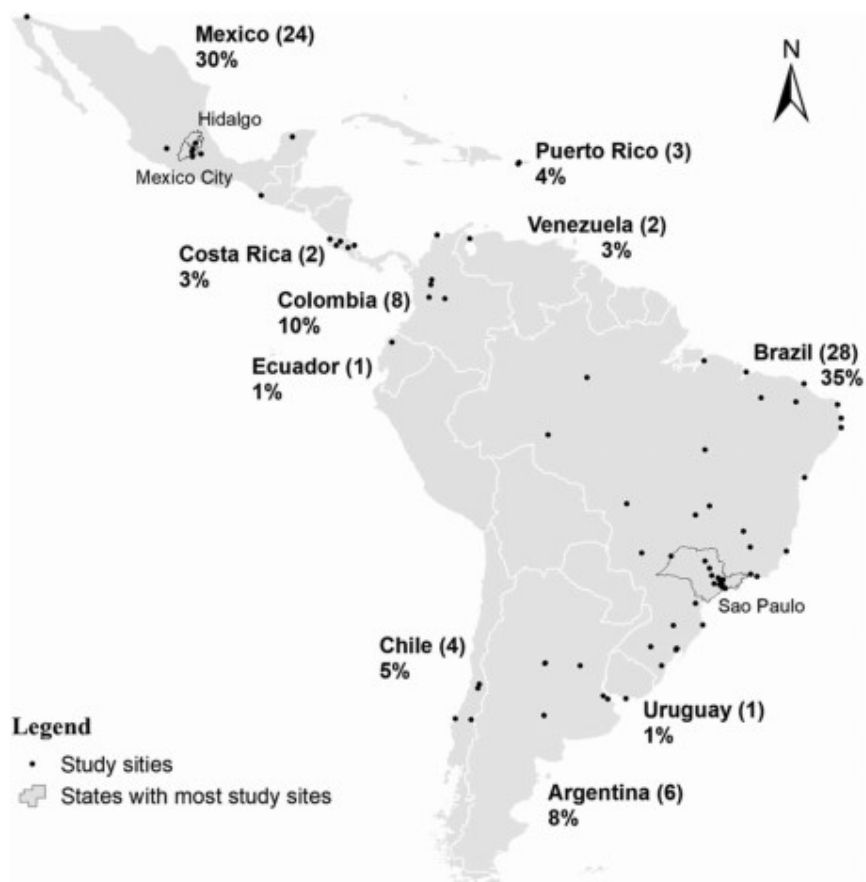 Mexico (24)
30%
N
Hidalgo
Mexico City
Puerto Rico (3)
4%
Venezuela (2)
3%
Costa Rica (2)
3%
Colombia (8)
10%
Ecuador (1)
1%
Brazil (28)
35%
Sao Paulo
Chile (4)
5%
Uruguay (1)
1%
Legend
Study sities
States with most study sites
Argentina (6)
8%